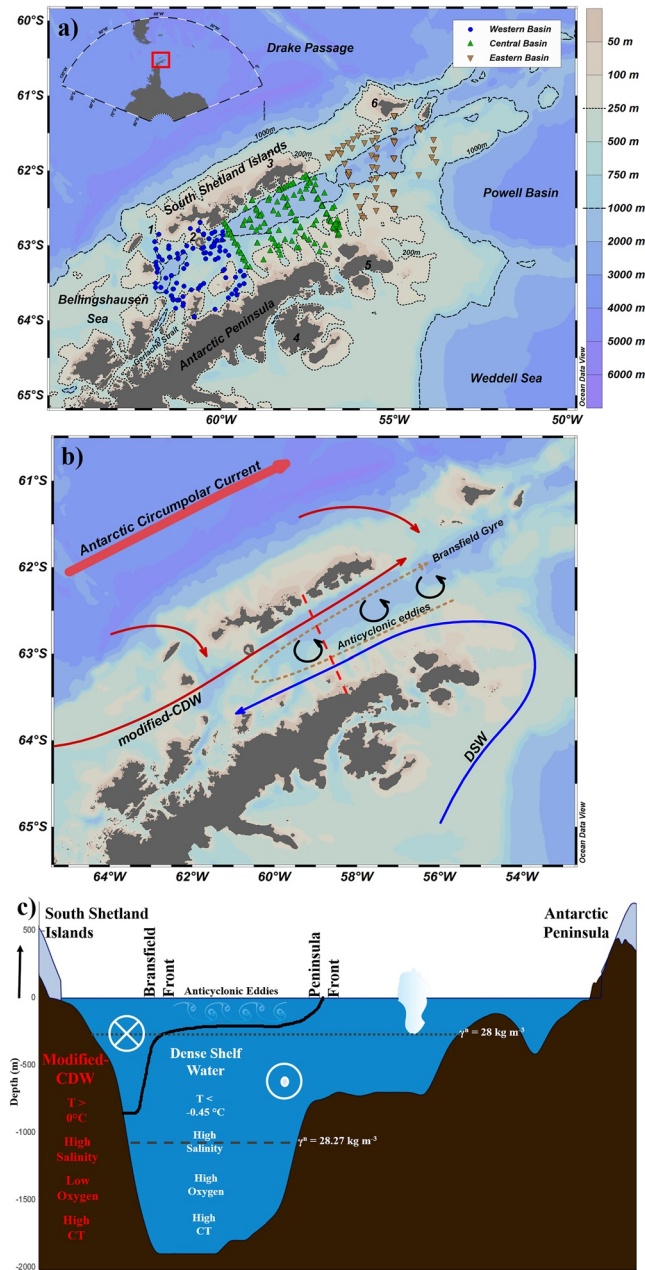 a)
Drake Passage
Western Basin
Central Basin
Eastern Basin
50 m
100 m
250 m
500 m
750 m
1000 m
2000 m
3000 m
4000 m
5000 m
6000 m
60°S
61°S
62°S
63°S
64°S
65°S
1000m
200m
1000m
200m
South Shetland Islands
Powell Basin
Bellingshausen
Sea
Gerlache Strait
Antarctic Peninsula
Weddell Sea
1
2
3
4
5
6
60°W
55°W
50°W
Ocean Data View
b)
61°S
62°S
63°S
64°S
65°S
Antarctic Circumpolar Current
Bransfield Gyre
Anticyclonic eddies
modified-CDW
DSW
64°W
62°W
60°W
58°W
56°W
54°W
Ocean Data View
c)
South Shetland
Islands
Bransfield
Front
Anticyclonic Eddies
Peninsula
Front
Antarctic
Peninsula
Depth (m)
500
0
-500
-1000
-1500
-2000
γⁿ = 28 kg m⁻³
Modified-
CDW
T >
0°C
High
Salinity
Low
Oxygen
High
CT
Dense Shelf
Water
T <
-0.45 °C
High
Salinity
High
Oxygen
High
CT
γⁿ = 28.27 kg m⁻³